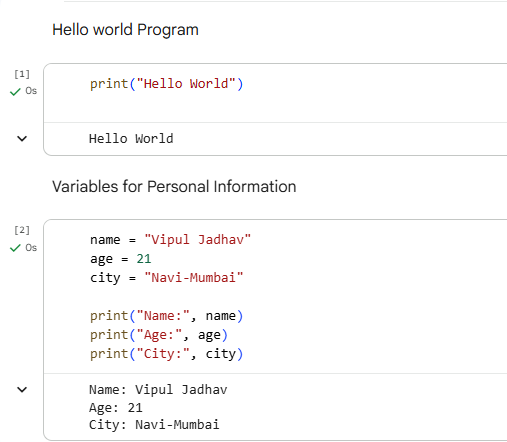 Hello world Program
[1]
0s
print("Hello World")
Hello World
Variables for Personal Information
[2]
0s
name = "Vipul Jadhav"
age = 21
city = "Navi-Mumbai"
print("Name:", name)
print("Age:", age)
print("City:", city)
Name: Vipul Jadhav
Age: 21
City: Navi-Mumbai